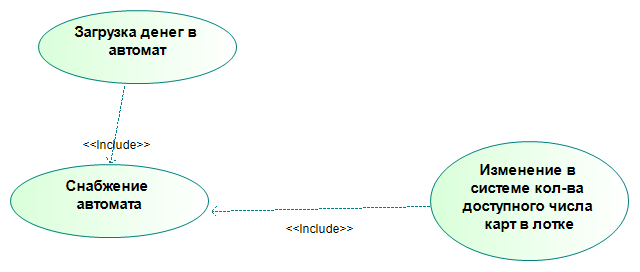 Загрузка денег в
автомат
<<Include>>
Снабжение
автомата
Изменение в
системе кол-ва
доступного числа
карт в лотке
<<Include>>